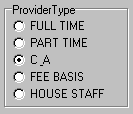 ProviderType
FULL TIME
PART TIME
C_A
FEE BASIS
HOUSE STAFF